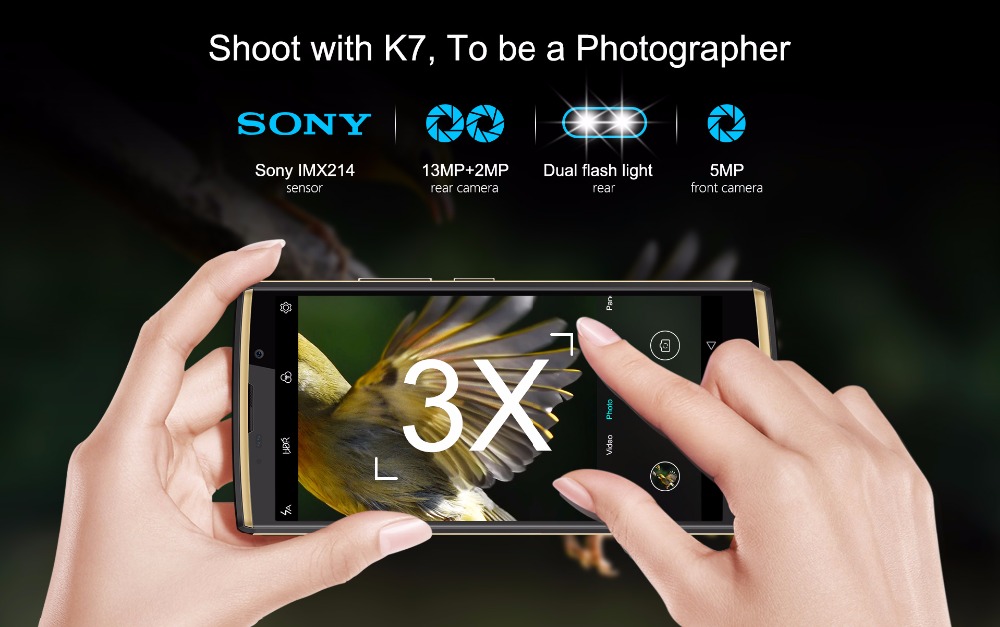 Shoot with K7, To be a Photographer
SONY
Sony IMX214
sensor
13MP+2MP
rear camera
Dual flash light
rear
5MP
front camera
3X
Pan
Photo
Video